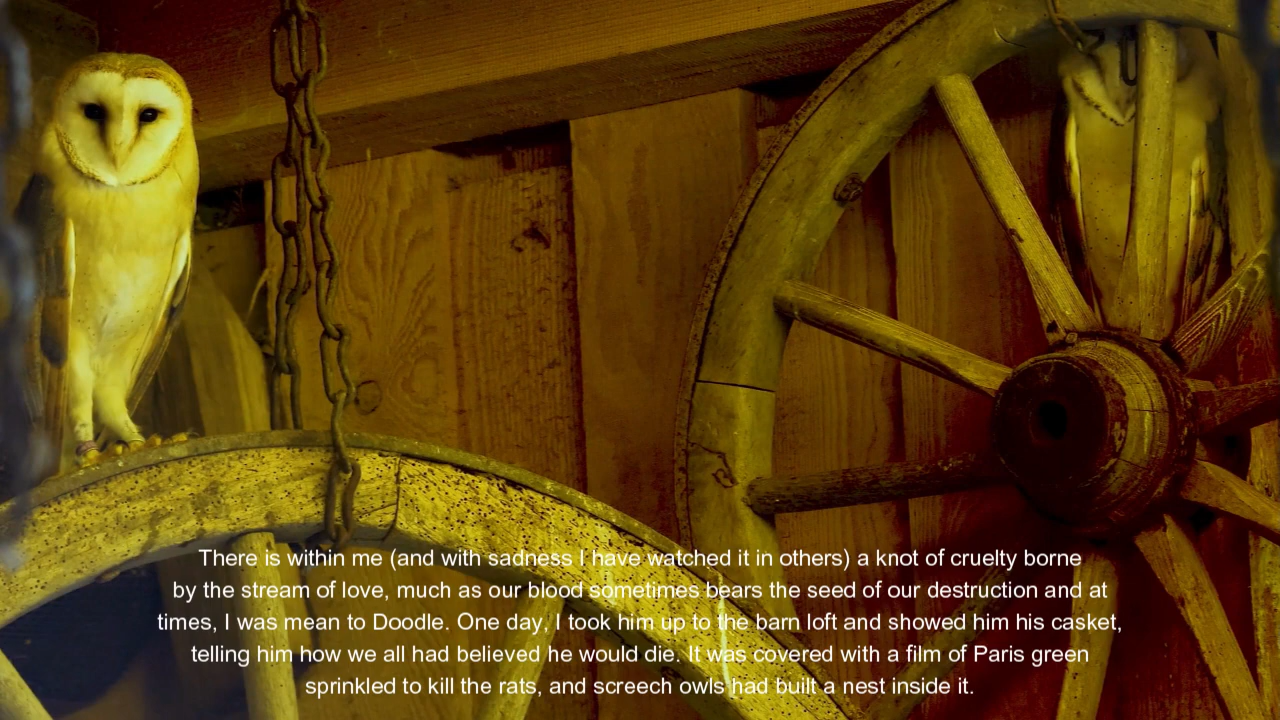 There is within me (and with sadness I have watched it in others) a knot of cruelty borne
by the stream of love, much as our blood sometimes bears the seed of our destruction and at
times, I was mean to Doodle. One day, I took him up to the barn loft and showed him his casket,
telling him how we all had believed he would die. It was covered with a film of Paris green
sprinkled to kill the rats, and screech owls had built a nest inside it.